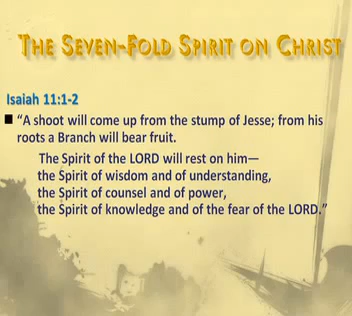 THE SEVEN-FOLD SPIRIT ON CHRIST
Isaiah 11:1-2
"A shoot will come up from the stump of Jesse; from his
roots a Branch will bear fruit.
The Spirit of the LORD will rest on him—
the Spirit of wisdom and of understanding,
the Spirit of counsel and of power,
the Spirit of knowledge and of the fear of the LORD."